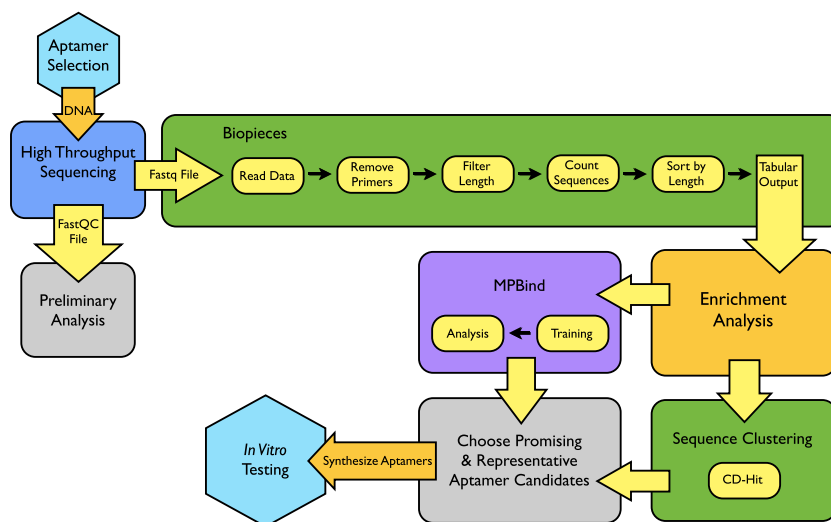 Aptamer
Selection
DNA
High Throughput
Sequencing
Fastq File
FastQC
File
Preliminary
Analysis
Biopieces
Read Data
Remove
Primers
Filter
Length
Count
Sequences
Sort by
Length
Tabular
Output
MPBind
Analysis
Training
Enrichment
Analysis
In Vitro
Testing
Synthesize Aptamers
Choose Promising
& Representative
Aptamer Candidates
Sequence Clustering
CD-Hit